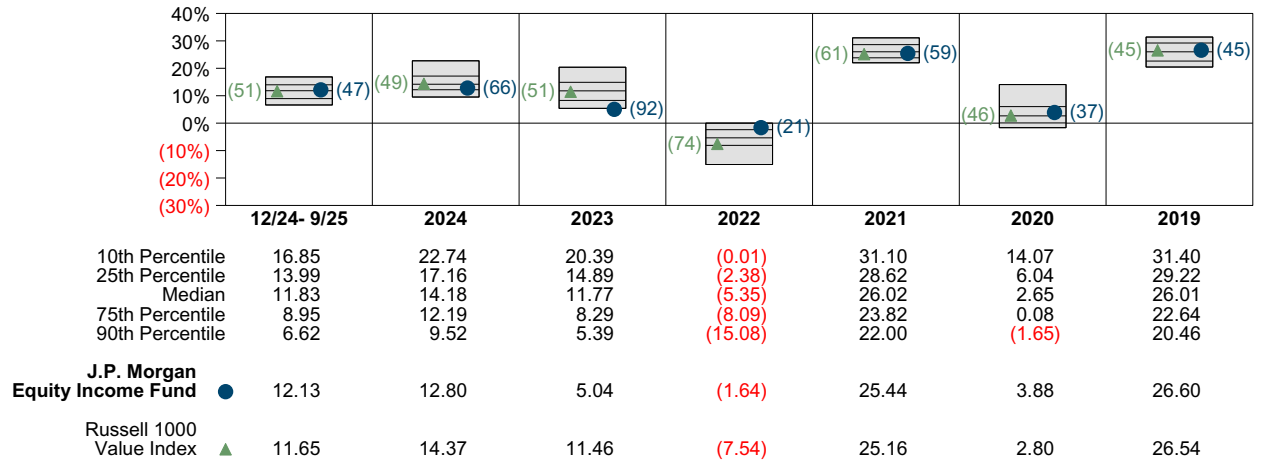 40%
30%
20%
10%
0%
(10%)
(20%)
(30%)
(51) (47) (49) (66) (51) (92) (74) (21) (61) (59) (46) (37) (45) (45)
12/24- 9/25 2024 2023 2022 2021 2020 2019
10th Percentile 16.85 22.74 20.39 (0.01) 31.10 14.07 31.40
25th Percentile 13.99 17.16 14.89 (2.38) 28.62 6.04 29.22
Median 11.83 14.18 11.77 (5.35) 26.02 2.65 26.01
75th Percentile 8.95 12.19 8.29 (8.09) 23.82 0.08 22.64
90th Percentile 6.62 9.52 5.39 (15.08) 22.00 (1.65) 20.46
J.P. Morgan
Equity Income Fund 12.13 12.80 5.04 (1.64) 25.44 3.88 26.60
Russell 1000
Value Index 11.65 14.37 11.46 (7.54) 25.16 2.80 26.54